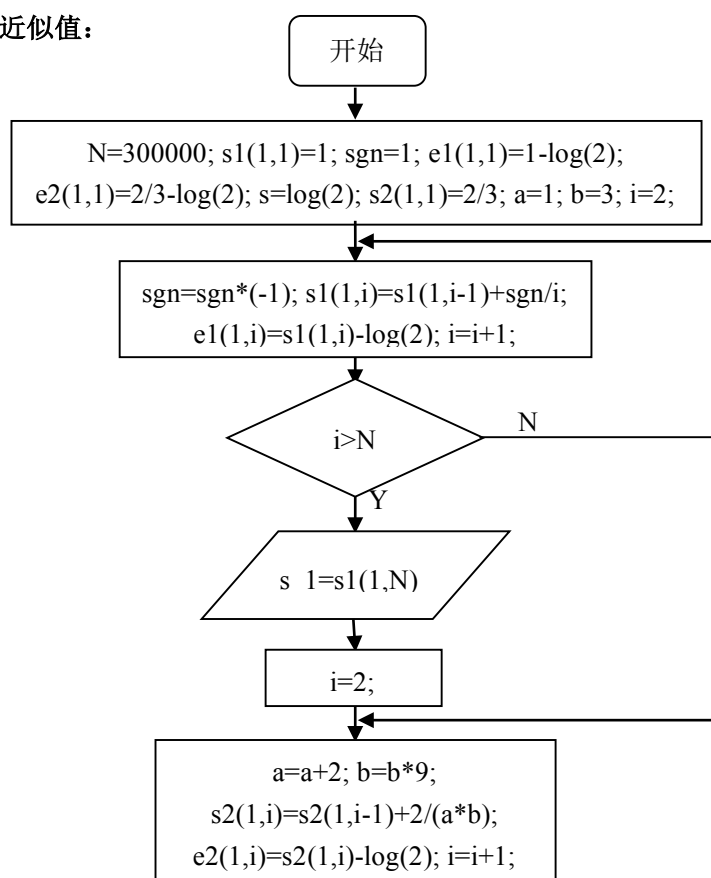 近似值：
开始
N=300000; s1(1,1)=1; sgn=1; e1(1,1)=1-log(2);
e2(1,1)=2/3-log(2); s=log(2); s2(1,1)=2/3; a=1; b=3; i=2;
sgn=sgn*(-1); s1(1,i)=s1(1,i-1)+sgn/i;
e1(1,i)=s1(1,i)-log(2); i=i+1;
i>N
N
Y
s_1=s1(1,N)
i=2;
a=a+2; b=b*9;
s2(1,i)=s2(1,i-1)+2/(a*b);
e2(1,i)=s2(1,i)-log(2); i=i+1;